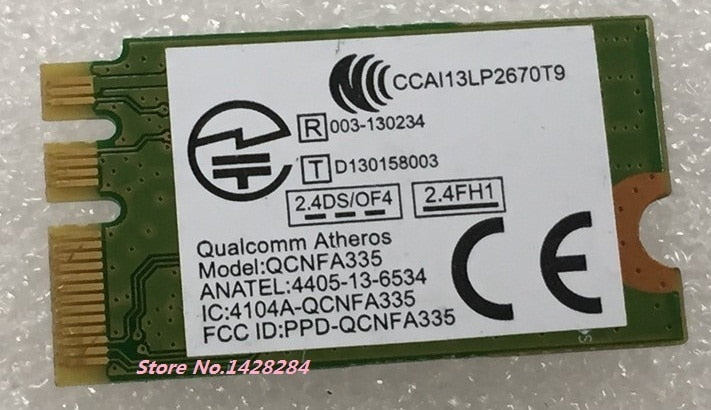 CCAI13LP2670T9
R 003-130234
T D130158003
2.4DS/OF4 2.4FH1
Qualcomm Atheros
Model:QCNFA335
ANATEL:4405-13-6534
IC:4104A-QCNFA335
FCC ID:PPD-QCNFA335
CE
Store No.1428284